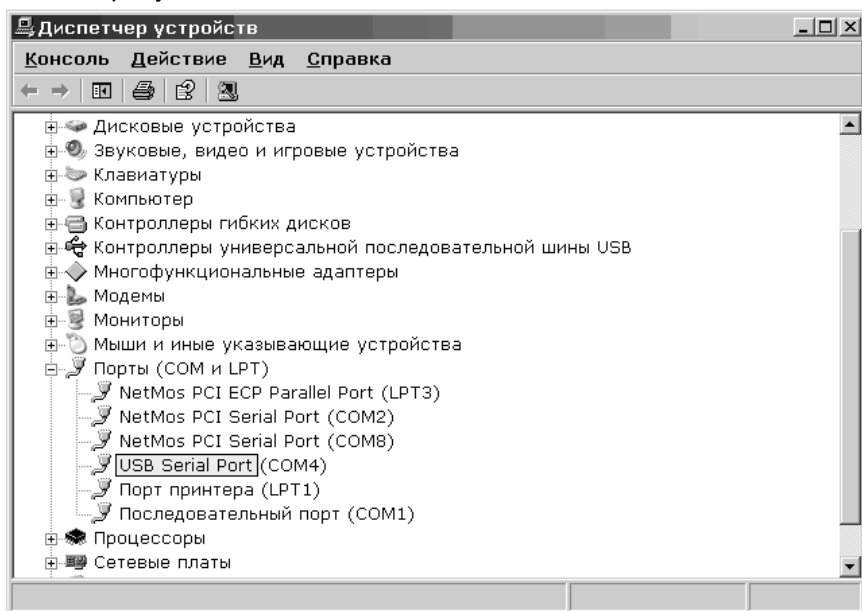 Диспетчер устройств
Консоль Действие Вид Справка
Дисковые устройства
Звуковые, видео и игровые устройства
Клавиатуры
Компьютер
Контроллеры гибких дисков
Контроллеры универсальной последовательной шины USB
Многофункциональные адаптеры
Модемы
Мониторы
Мыши и иные указывающие устройства
Порты (COM и LPT)
NetMos PCI ECP Parallel Port (LPT3)
NetMos PCI Serial Port (COM2)
NetMos PCI Serial Port (COM8)
USB Serial Port (COM4)
Порт принтера (LPT1)
Последовательный порт (COM1)
Процессоры
Сетевые платы